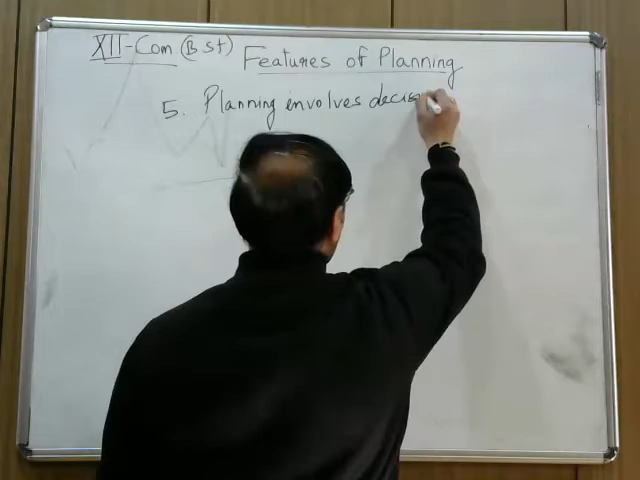 XII-Com (B St) Features of Planning
5. Planning involves